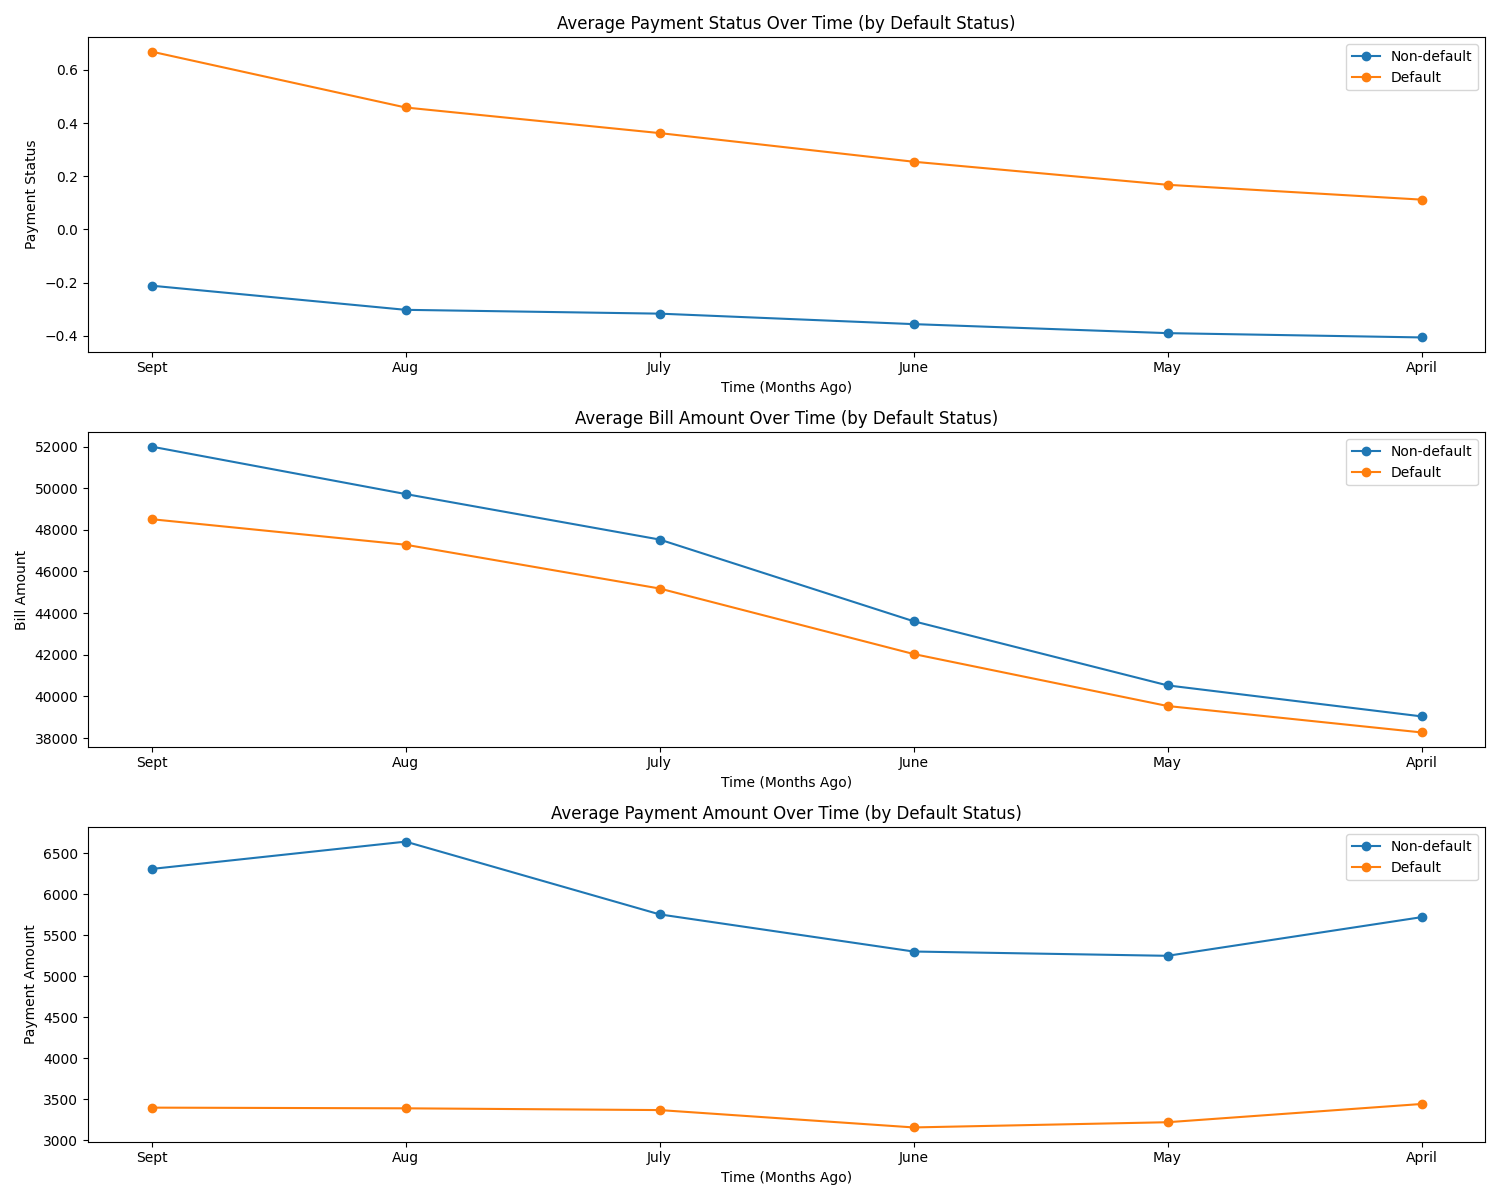 Average Payment Status Over Time (by Default Status)
Non-default
Default
Payment Status
0.6
0.4
0.2
0.0
−0.2
−0.4
Sept Aug July June May April
Time (Months Ago)
Average Bill Amount Over Time (by Default Status)
Non-default
Default
Bill Amount
52000
50000
48000
46000
44000
42000
40000
38000
Sept Aug July June May April
Time (Months Ago)
Average Payment Amount Over Time (by Default Status)
Non-default
Default
Payment Amount
6500
6000
5500
5000
4500
4000
3500
3000
Sept Aug July June May April
Time (Months Ago)